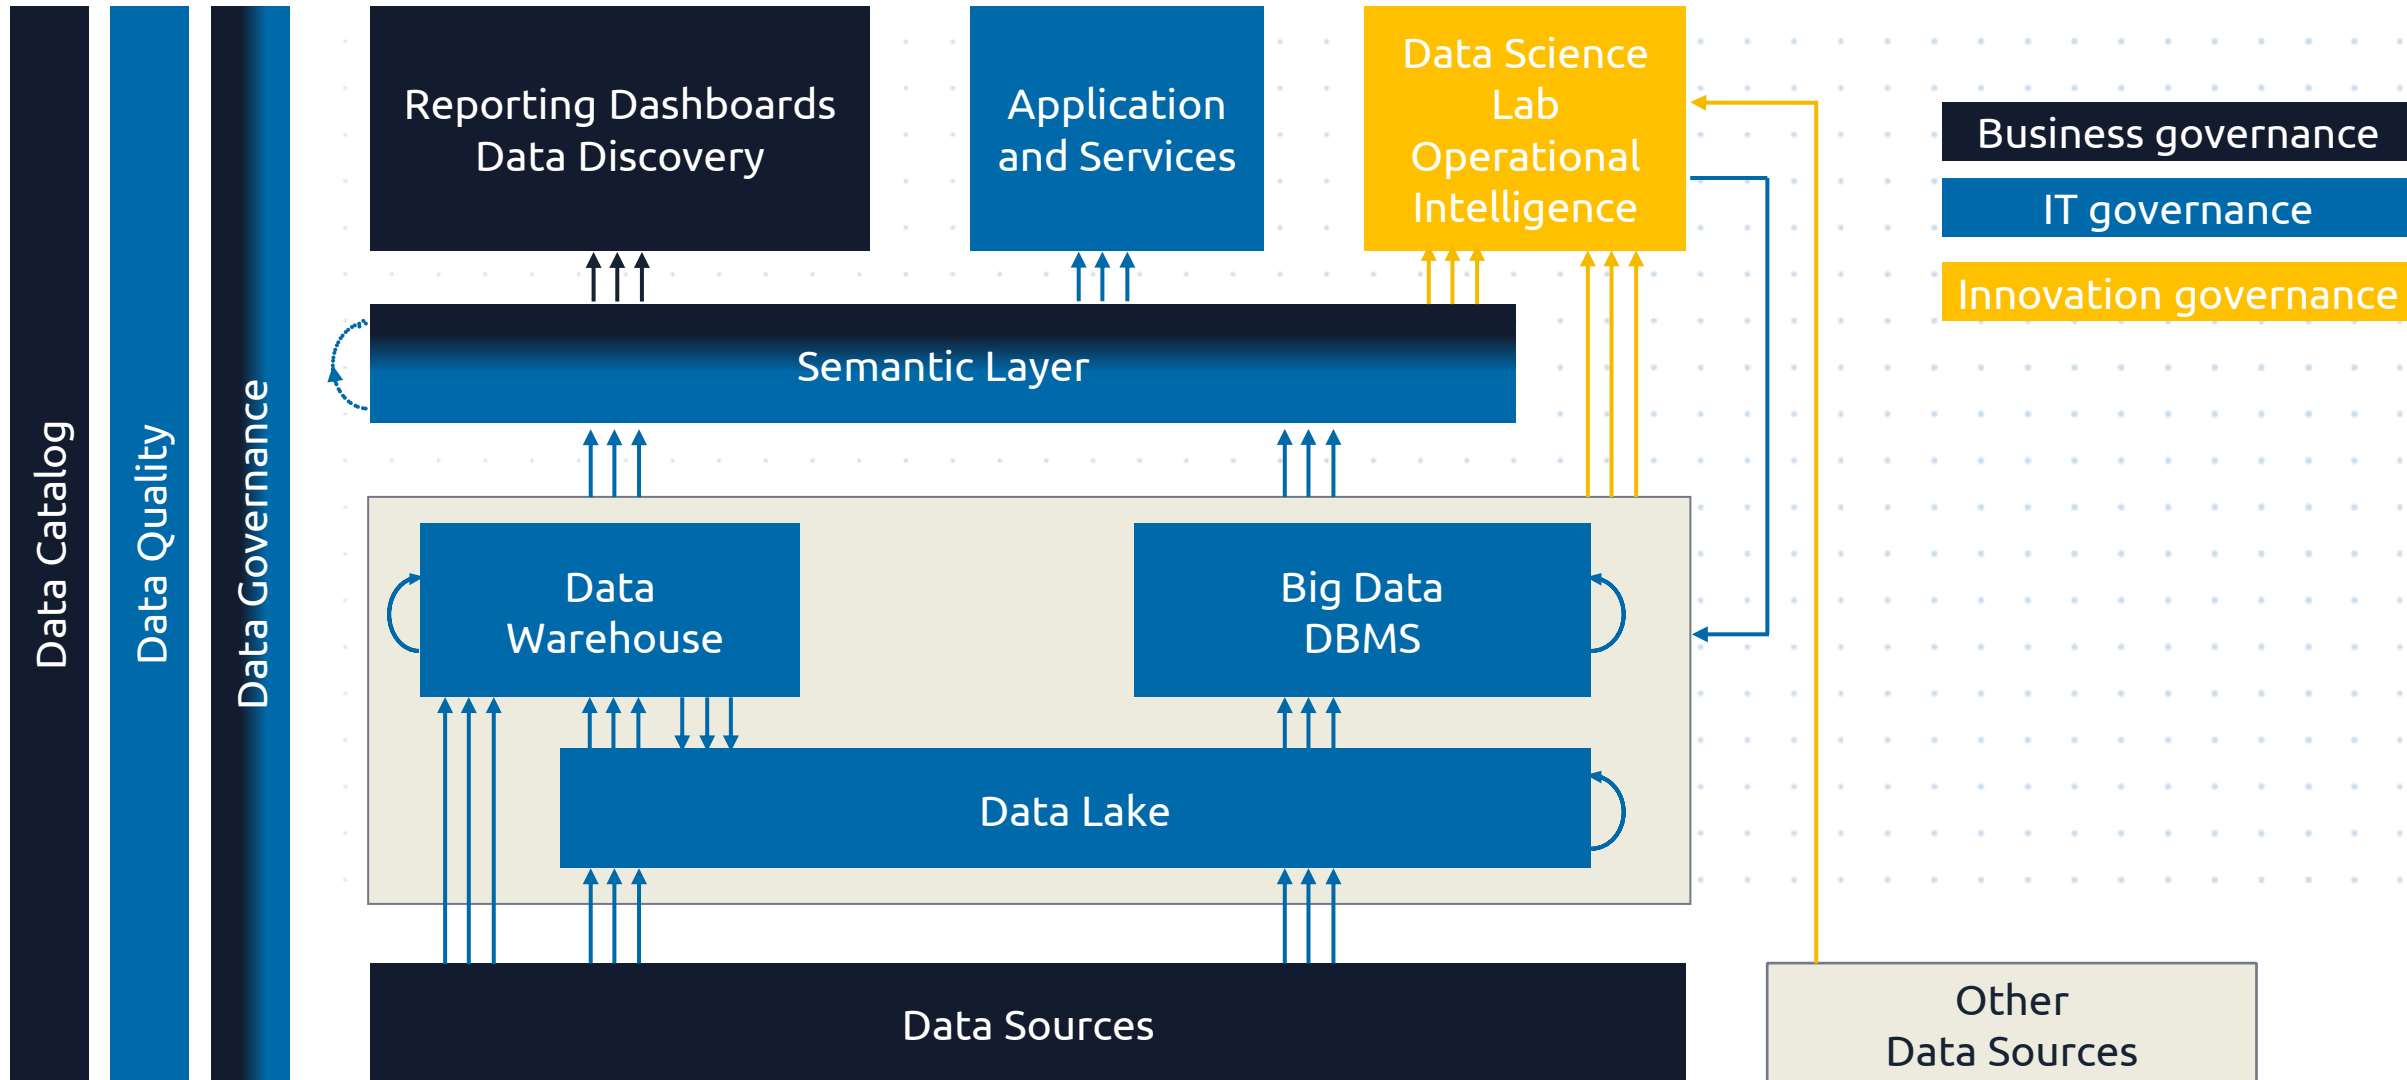 Data Catalog
Data Quality
Data Governance
Reporting Dashboards
Data Discovery
Application
and Services
Data Science
Lab
Operational
Intelligence
Business governance
IT governance
Innovation governance
Semantic Layer
Data
Warehouse
Big Data
DBMS
Data Lake
Data Sources
Other
Data Sources